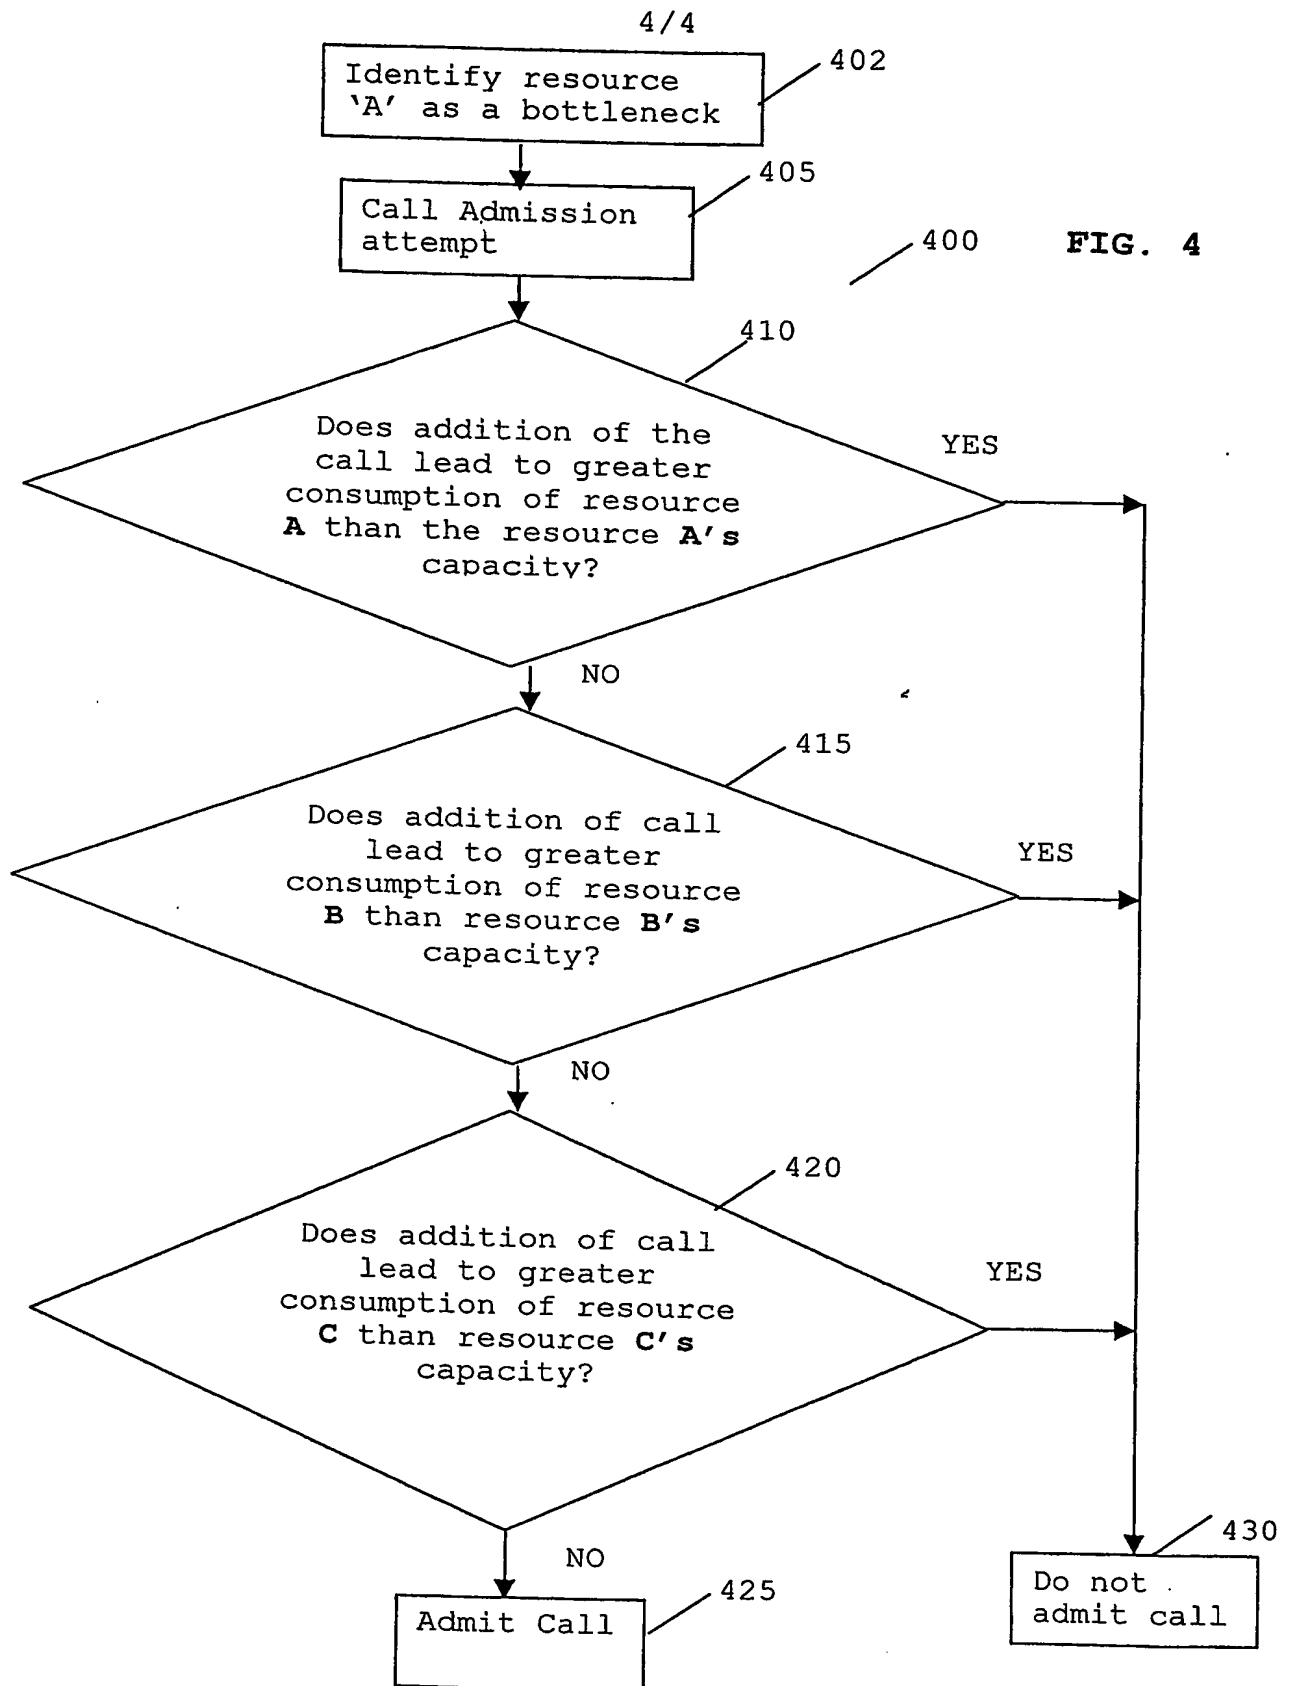 4/4
Identify resource
'A' as a bottleneck
402
405
Call Admission
attempt
400
FIG. 4
410
Does addition of the
call lead to greater
consumption of resource
A than the resource A's
capacity?
YES
NO
415
Does addition of call
lead to greater
consumption of resource
B than resource B's
capacity?
YES
NO
420
Does addition of call
lead to greater
consumption of resource
C than resource C's
capacity?
YES
NO
430
Do not
admit call
425
Admit Call